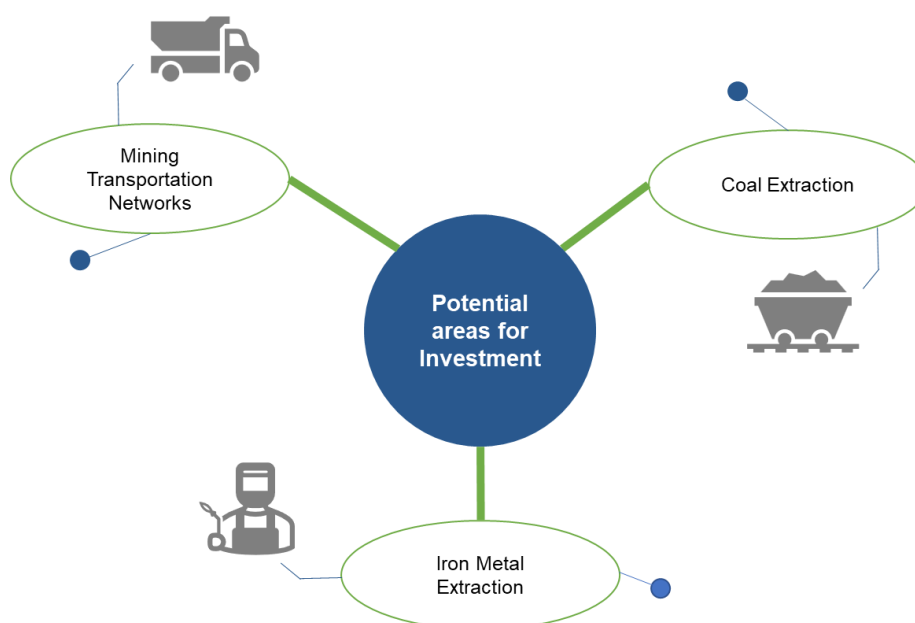 Mining
Transportation
Networks
Coal Extraction
Potential
areas for
Investment
Iron Metal
Extraction